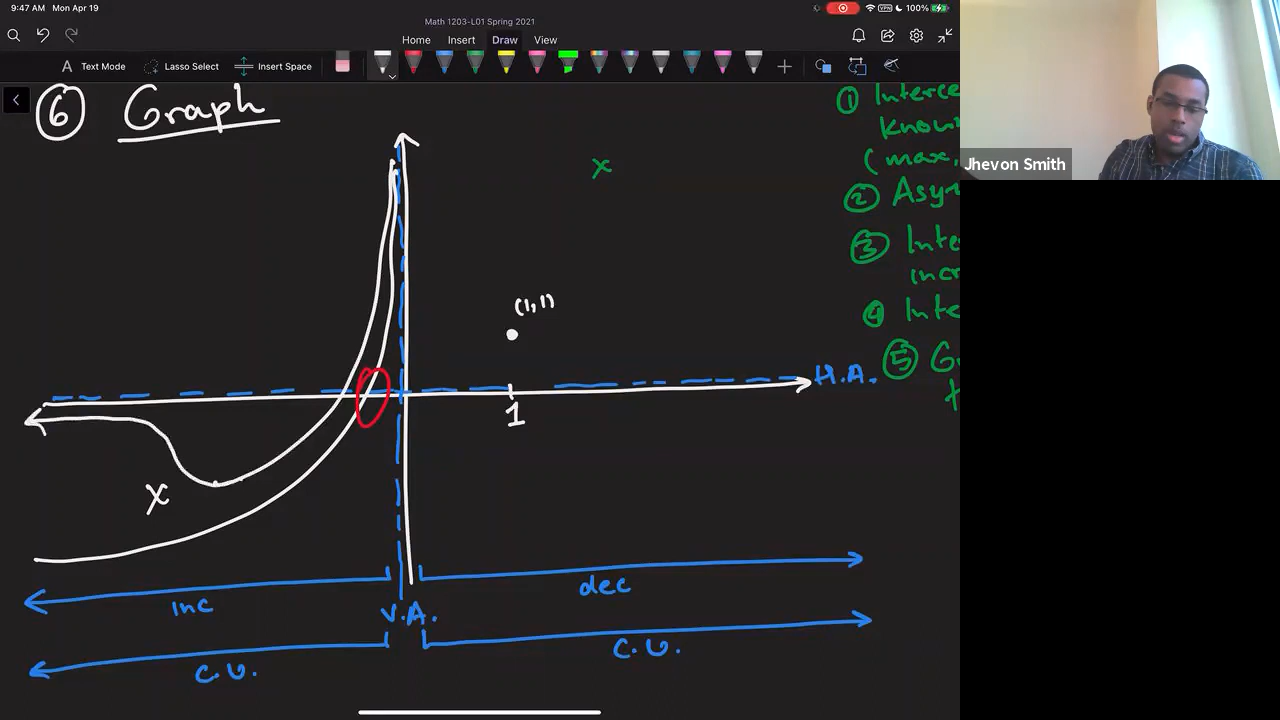 9:47 AM Mon Apr 19
VPN 100%
Math 1203-L01 Spring 2021
Home Insert Draw View
Text Mode Lasso Select Insert Space
⑥ Graph
x
(1,1)
H.A.
1
x
inc
dec
V.A.
C.U.
C.U.
① Interce
know
(max,
② Asym
③ Inte
incr
④ Inte
⑤ G
Jhevon Smith